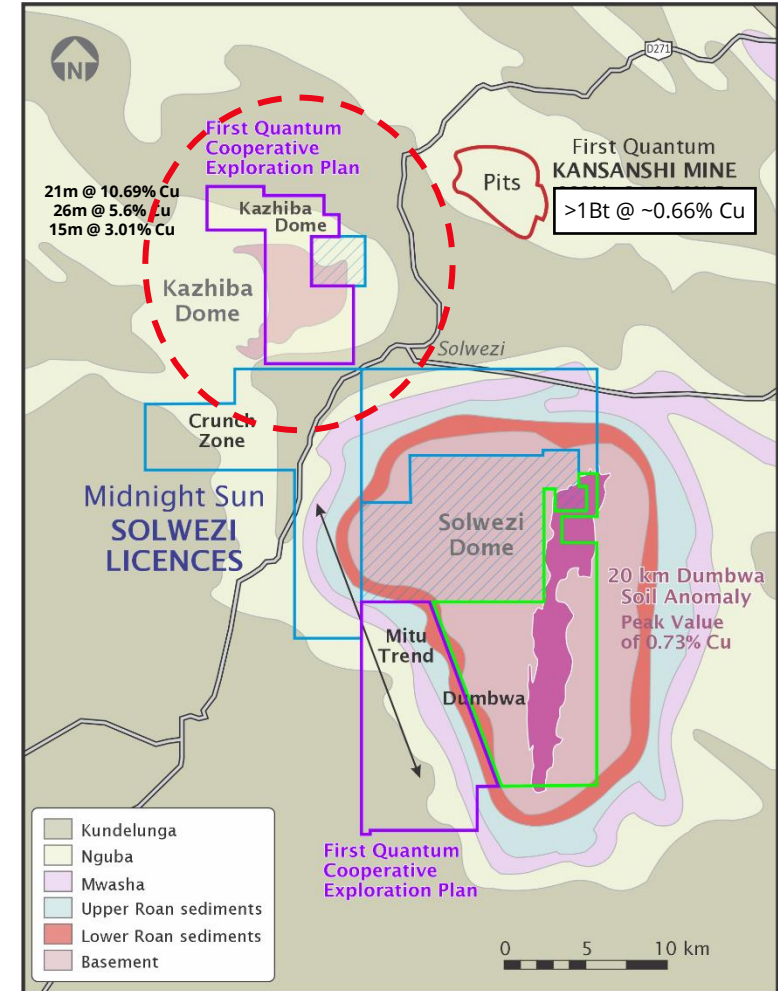 N
D271
First Quantum
Cooperative
Exploration Plan
First Quantum
KANSANSHI MINE
Pits
>1Bt @ ~0.66% Cu
21m @ 10.69% Cu
26m @ 5.6% Cu
15m @ 3.01% Cu
Kazhiba
Dome
Kazhiba
Dome
Solwezi
Crunch
Zone
Midnight Sun
SOLWEZI
LICENCES
Solwezi
Dome
20 km Dumbwa
Soil Anomaly
Peak Value
of 0.73% Cu
Mitu
Trend
Dumbwa
First Quantum
Cooperative
Exploration Plan
Kundelunga
Nguba
Mwasha
Upper Roan sediments
Lower Roan sediments
Basement
0 5 10 km